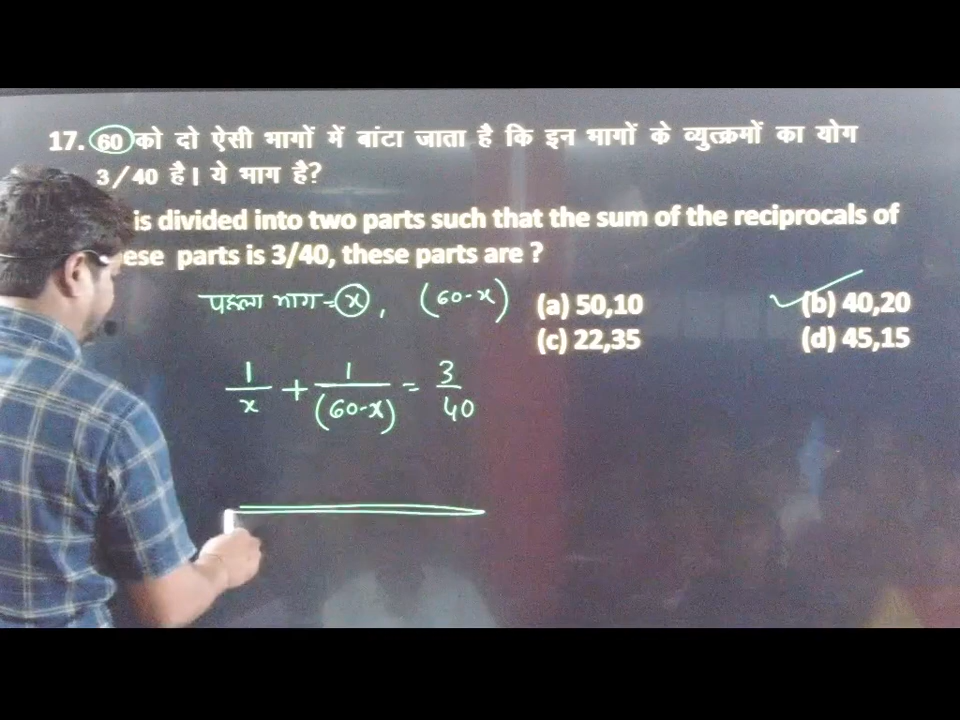 17. 60 को दो ऐसी भागों में बांटा जाता है कि इन भागों के व्युत्क्रमों का योग
3/40 है। ये भाग है?
is divided into two parts such that the sum of the reciprocals of
ese parts is 3/40, these parts are ?
पहला भाग = x, (60-x)
(a) 50,10 (b) 40,20
(c) 22,35 (d) 45,15
1/x + 1/(60-x) = 3/40